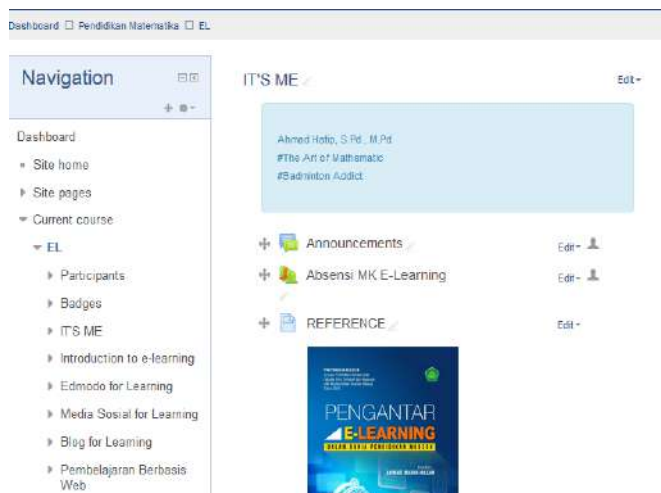 Dashboard Pendidikan Matematika EL
Navigation
Dashboard
Site home
Site pages
Current course
EL
Participants
Badges
IT'S ME
Introduction to e-learning
Edmodo for Learning
Media Sosial for Learning
Blog for Learning
Pembelajaran Berbasis
Web
IT'S ME
Edit
Ahmad Hatip, S.Pd., M.Pd
#The Art of Mathematic
#Badminton Addict
Announcements
Edit
Absensi MK E-Learning
Edit
REFERENCE
Edit
PENGANTAR
E-LEARNING